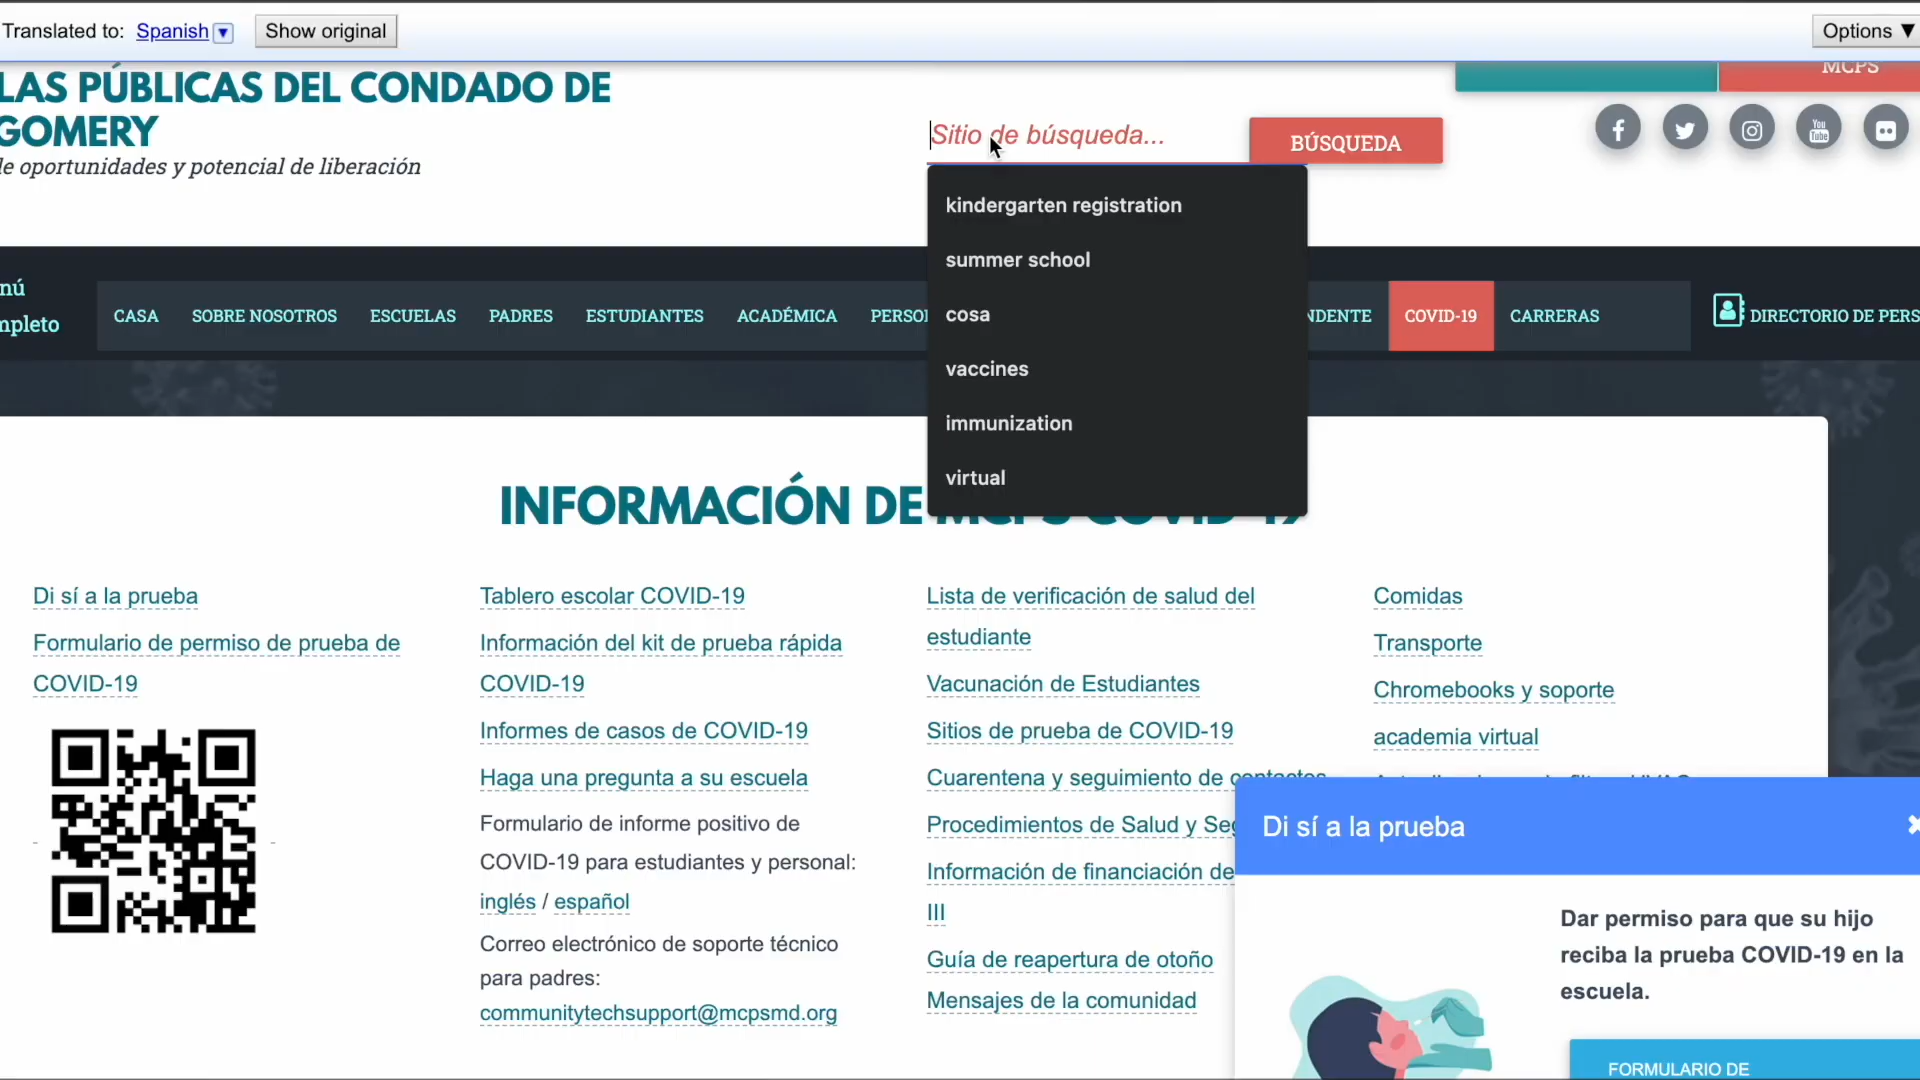 Translated to: Spanish ▼ Show original Options ▼
LAS PÚBLICAS DEL CONDADO DE
GOMERY
de oportunidades y potencial de liberación
Sitio de búsqueda...
BÚSQUEDA
MCPS
kindergarten registration
summer school
cosa
vaccines
immunization
virtual
CASA SOBRE NOSOTROS ESCUELAS PADRES ESTUDIANTES ACADÉMICA COVID-19 CARRERAS DIRECTORIO DE
INFORMACIÓN DE MCPS COVID-19
Di sí a la prueba
Formulario de permiso de prueba de
COVID-19
Tablero escolar COVID-19
Información del kit de prueba rápida
COVID-19
Informes de casos de COVID-19
Haga una pregunta a su escuela
Formulario de informe positivo de
COVID-19 para estudiantes y personal:
inglés / español
Correo electrónico de soporte técnico
para padres:
communitytechsupport@mcpsmd.org
Lista de verificación de salud del
estudiante
Vacunación de Estudiantes
Sitios de prueba de COVID-19
Cuarentena y seguimiento de contactos
Procedimientos de Salud y
Información de financiación de
III
Guía de reapertura de otoño
Mensajes de la comunidad
Comidas
Transporte
Chromebooks y soporte
academia virtual
Di sí a la prueba
Dar permiso para que su hijo
reciba la prueba COVID-19 en la
escuela.
FORMULARIO DE